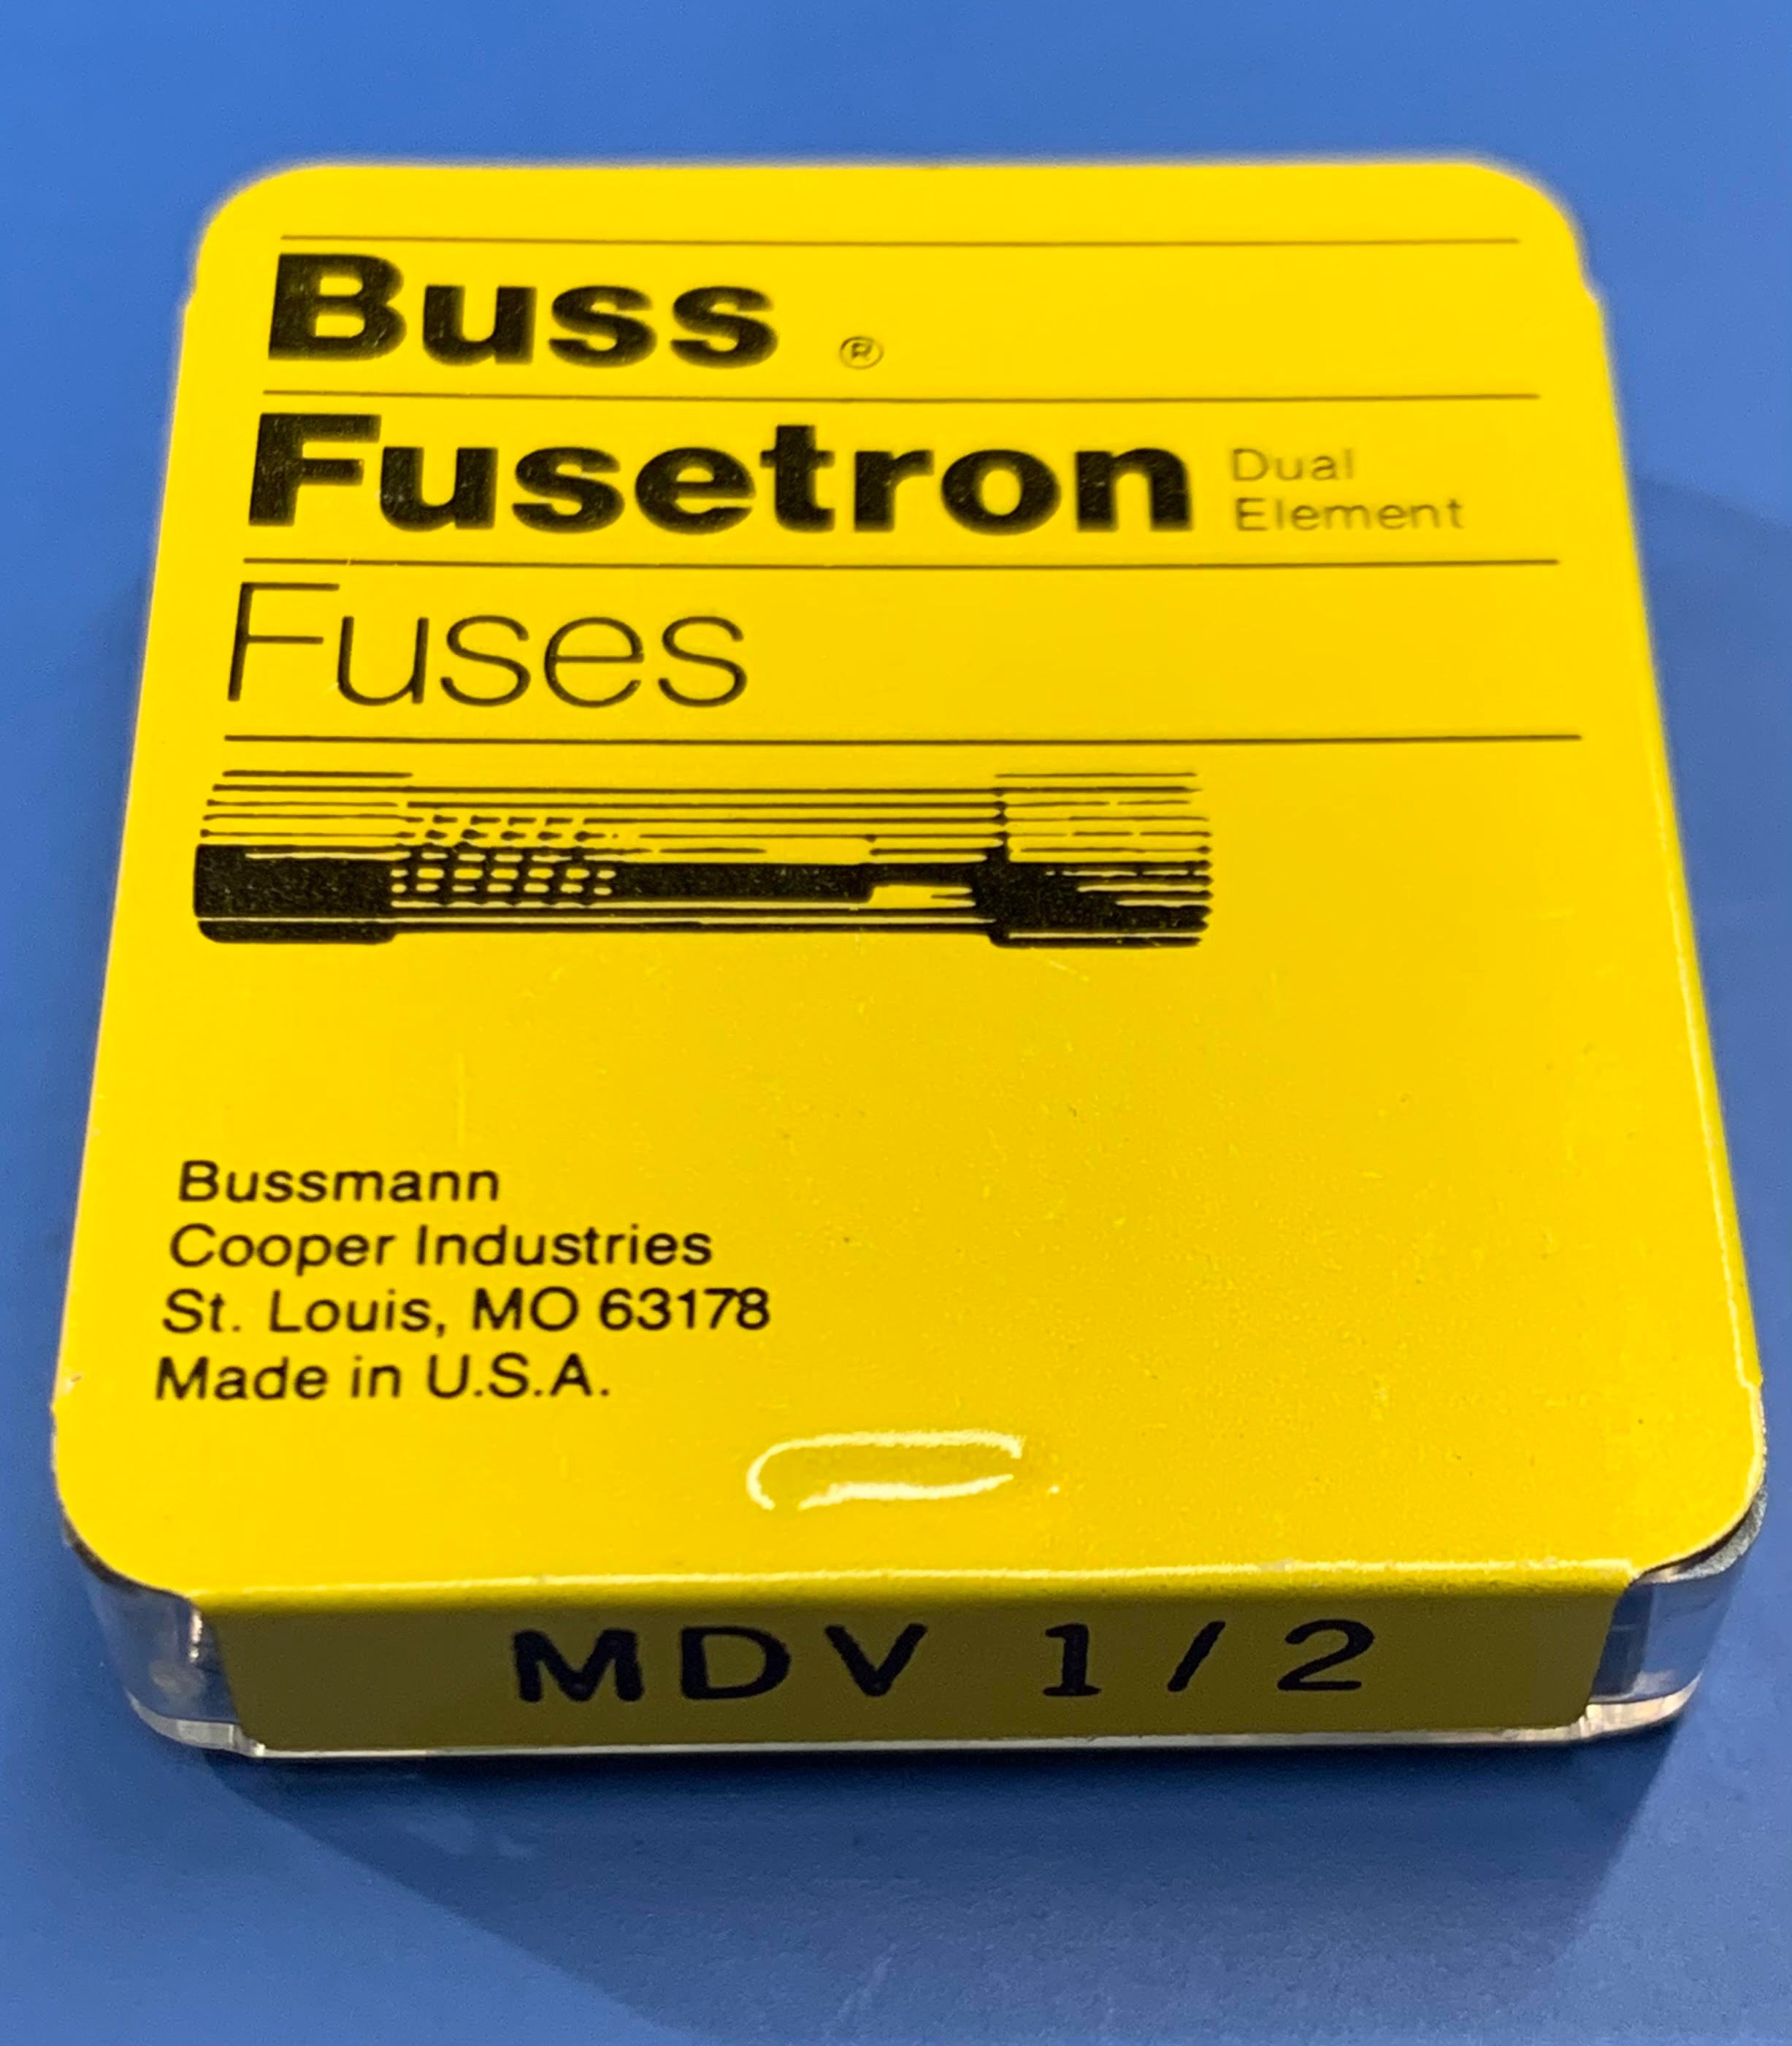 Buss ®
Fusetron Dual Element
Fuses
Bussmann
Cooper Industries
St. Louis, MO 63178
Made in U.S.A.
MDV 1/2